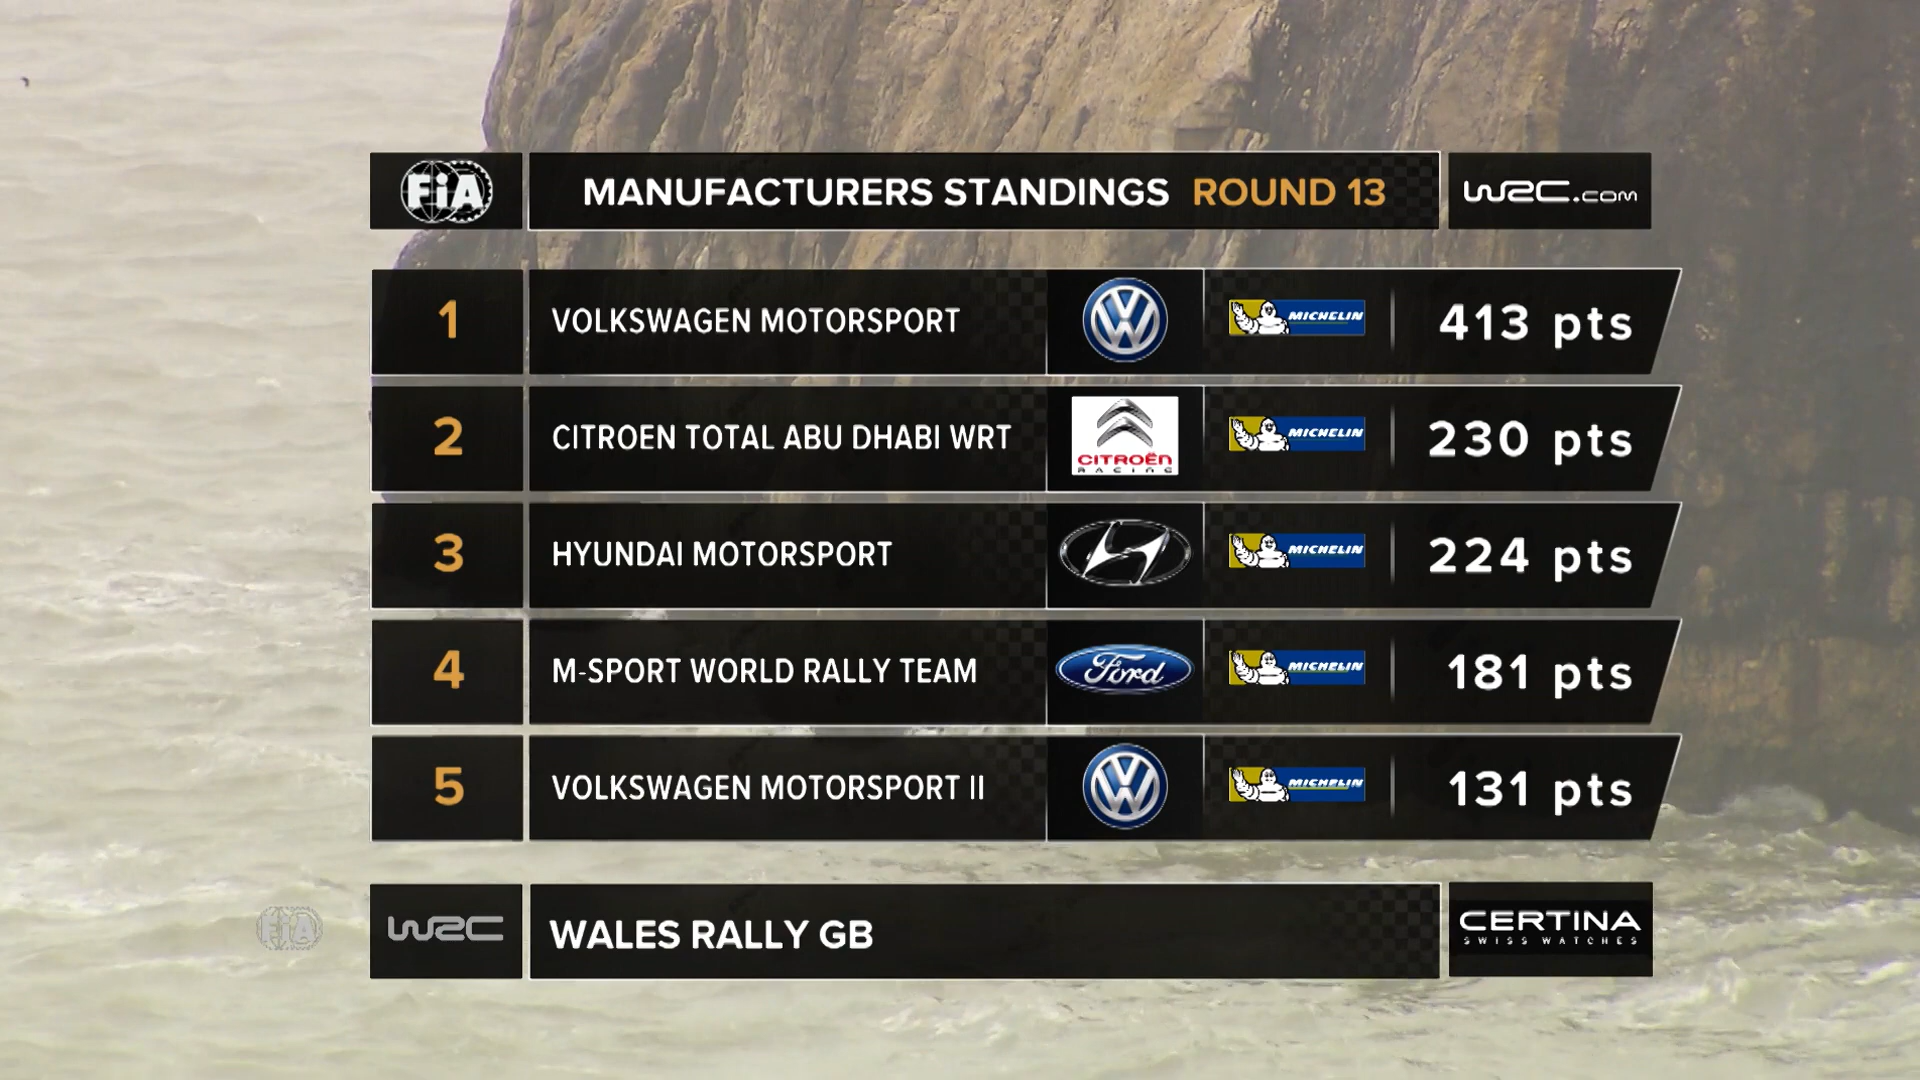 FiA MANUFACTURERS STANDINGS ROUND 13 WRC.com
1 VOLKSWAGEN MOTORSPORT MICHELIN 413 pts
2 CITROEN TOTAL ABU DHABI WRT CITROËN RACING MICHELIN 230 pts
3 HYUNDAI MOTORSPORT MICHELIN 224 pts
4 M-SPORT WORLD RALLY TEAM Ford MICHELIN 181 pts
5 VOLKSWAGEN MOTORSPORT II MICHELIN 131 pts
FiA WRC WALES RALLY GB CERTINA
SWISS WATCHES